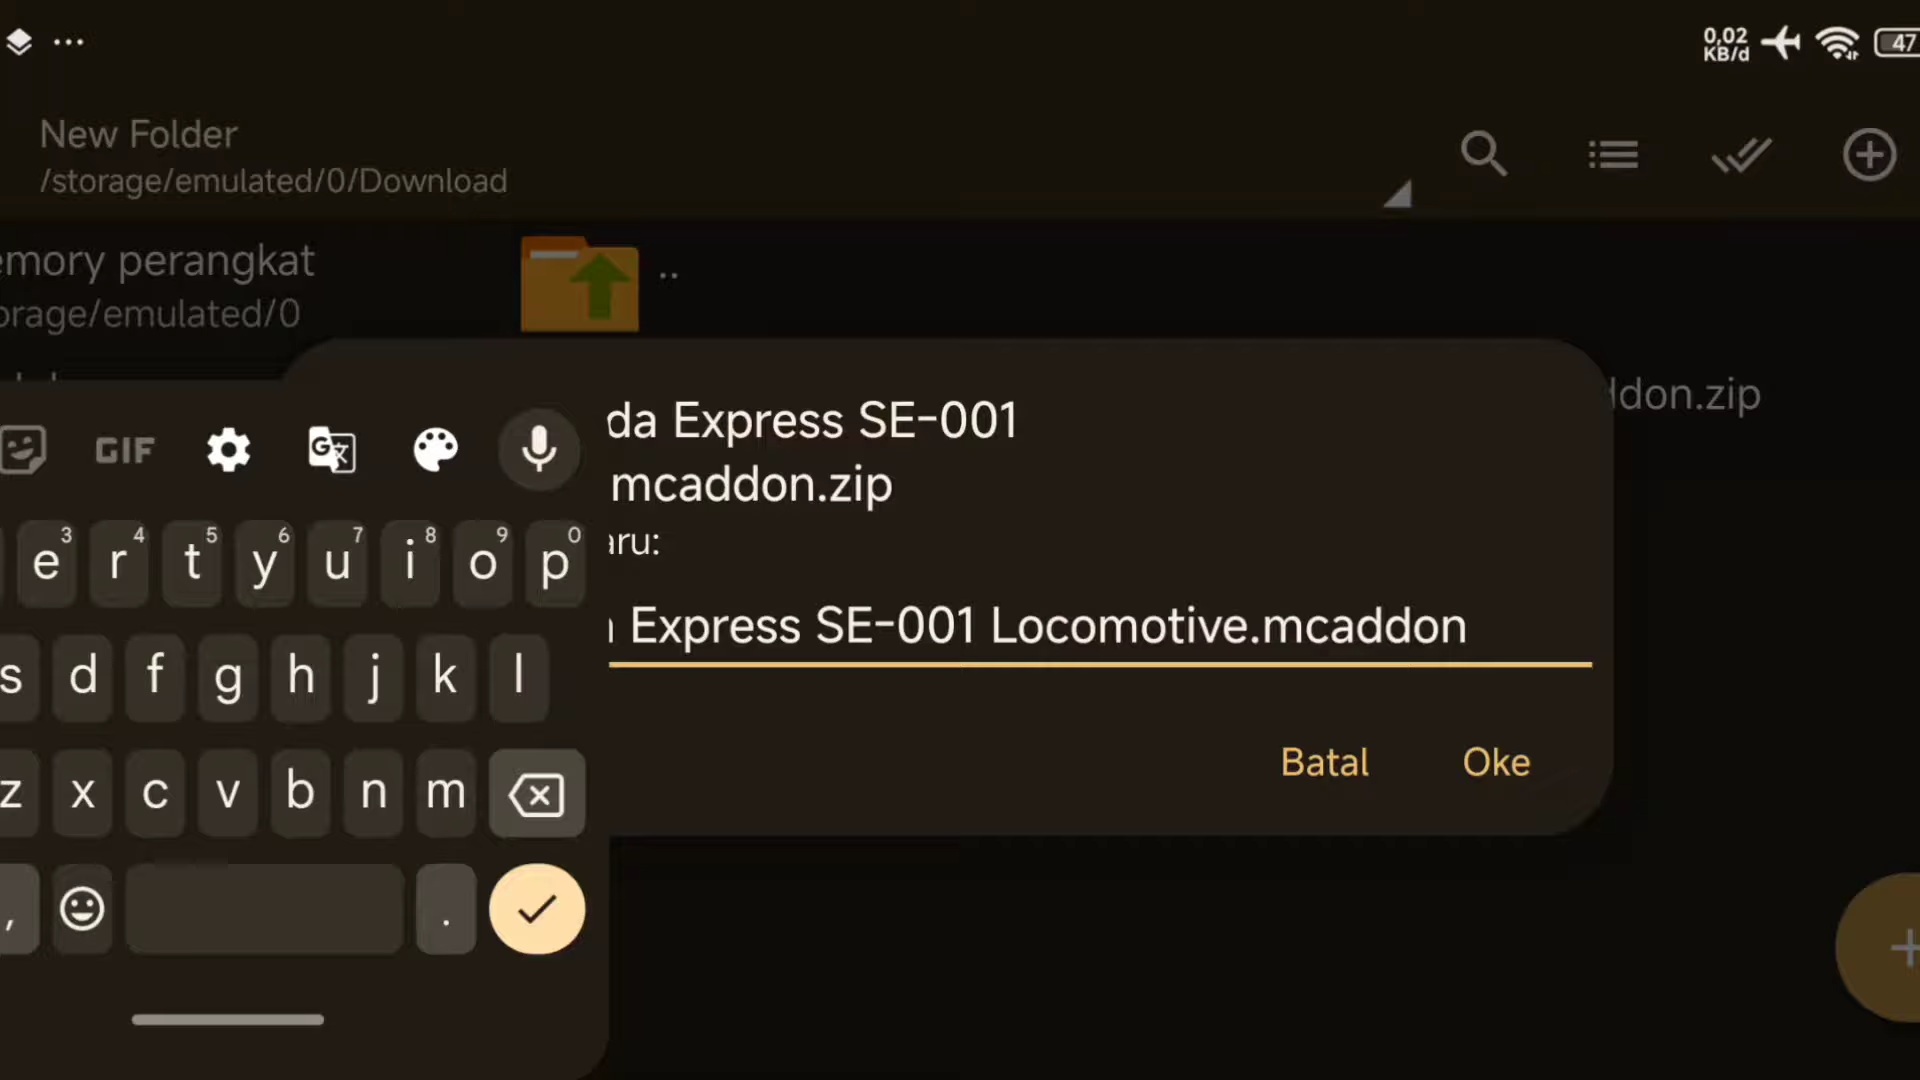 0,02
KB/d
47
New Folder
/storage/emulated/0/Download
emory perangkat
orage/emulated/0
..
ddon.zip
da Express SE-001
mcaddon.zip
aru:
Express SE-001 Locomotive.mcaddon
Batal
Oke
GIF
G
3 4 5 6 7 8 9 0
e r t y u i o p
s d f g h j k l
z x c v b n m
, .